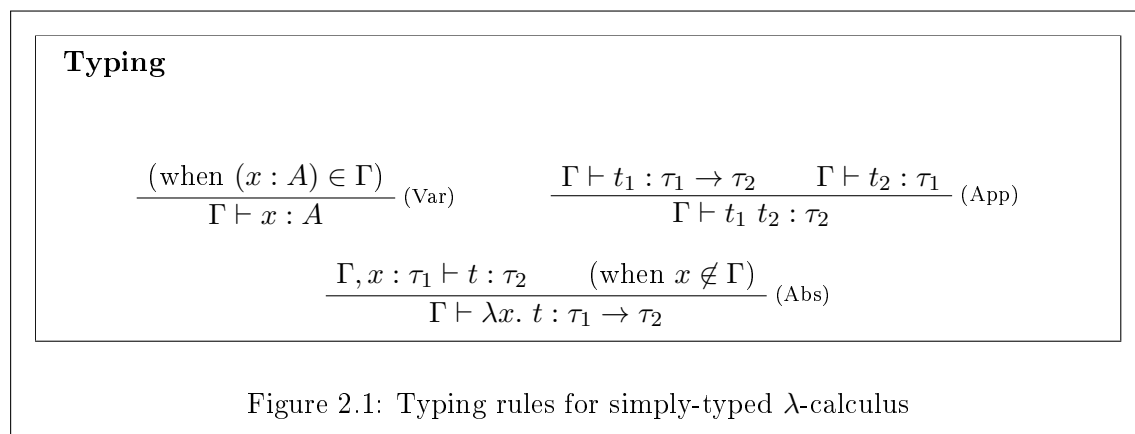 Typing
(when (x : A) ∈ Γ)
Γ ⊢ x : A
(Var)
Γ ⊢ t₁ : τ₁ → τ₂ Γ ⊢ t₂ : τ₁
Γ ⊢ t₁ t₂ : τ₂
(App)
Γ, x : τ₁ ⊢ t : τ₂ (when x ∉ Γ)
Γ ⊢ λx. t : τ₁ → τ₂
(Abs)
Figure 2.1: Typing rules for simply-typed λ-calculus